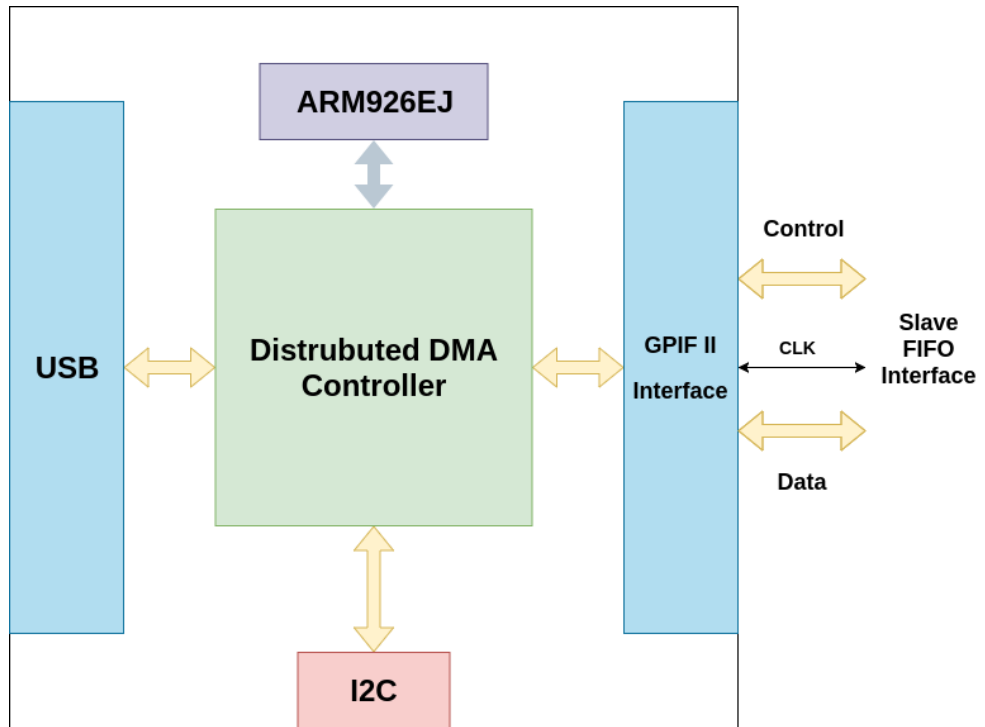 ARM926EJ
Control
USB
Distrubuted DMA
Controller
GPIF II
Interface
CLK
Slave
FIFO
Interface
Data
I2C